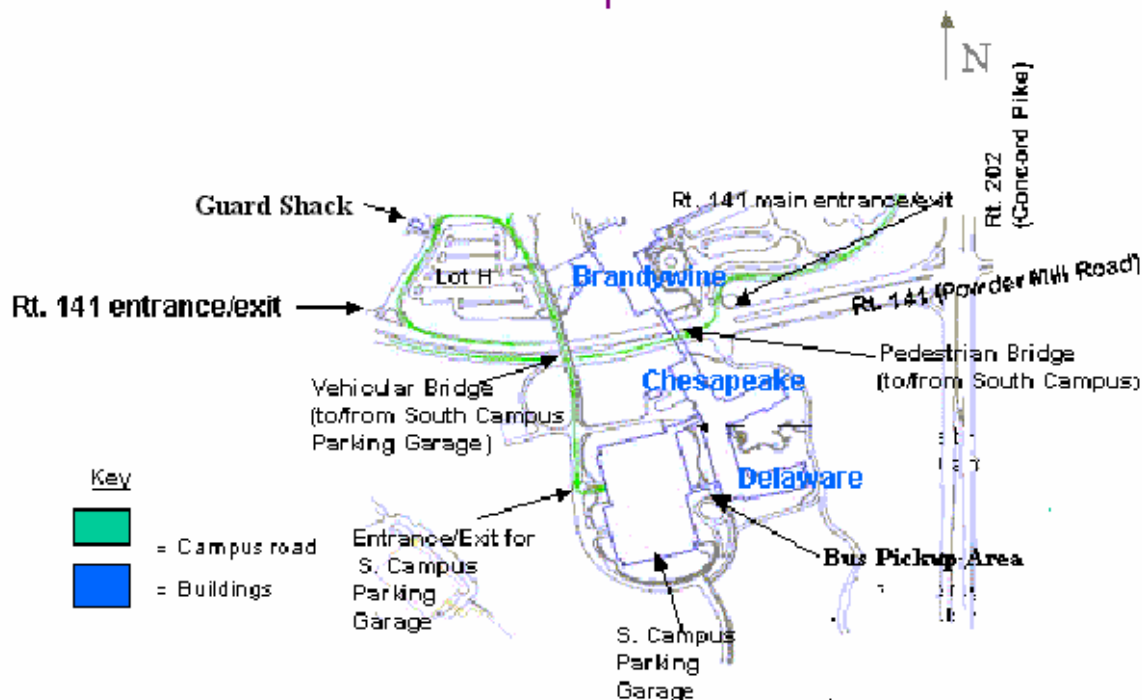 N
Rt. 202
(Concord Pike)
Rt. 141 main entrance/exit
Guard Shack
Lot H
Brandywine
Rt. 141 entrance/exit
Rt. 141 (Powder Mill Road)
Pedestrian Bridge
(to/from South Campus)
Chesapeake
Vehicular Bridge
(to/from South Campus
Parking Garage)
Delaware
Key
= Campus road
= Buildings
Entrance/Exit for
S. Campus
Parking
Garage
Bus Pickup Area
S. Campus
Parking
Garage